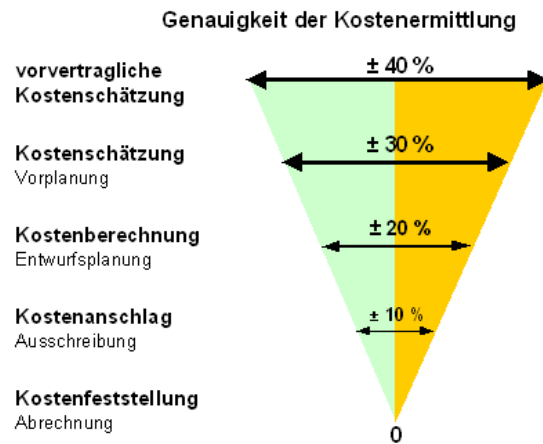 Genauigkeit der Kostenermittlung
vorvertragliche
Kostenschätzung
± 40 %
Kostenschätzung
Vorplanung
± 30 %
Kostenberechnung
Entwurfsplanung
± 20 %
Kostenanschlag
Ausschreibung
± 10 %
Kostenfeststellung
Abrechnung
0